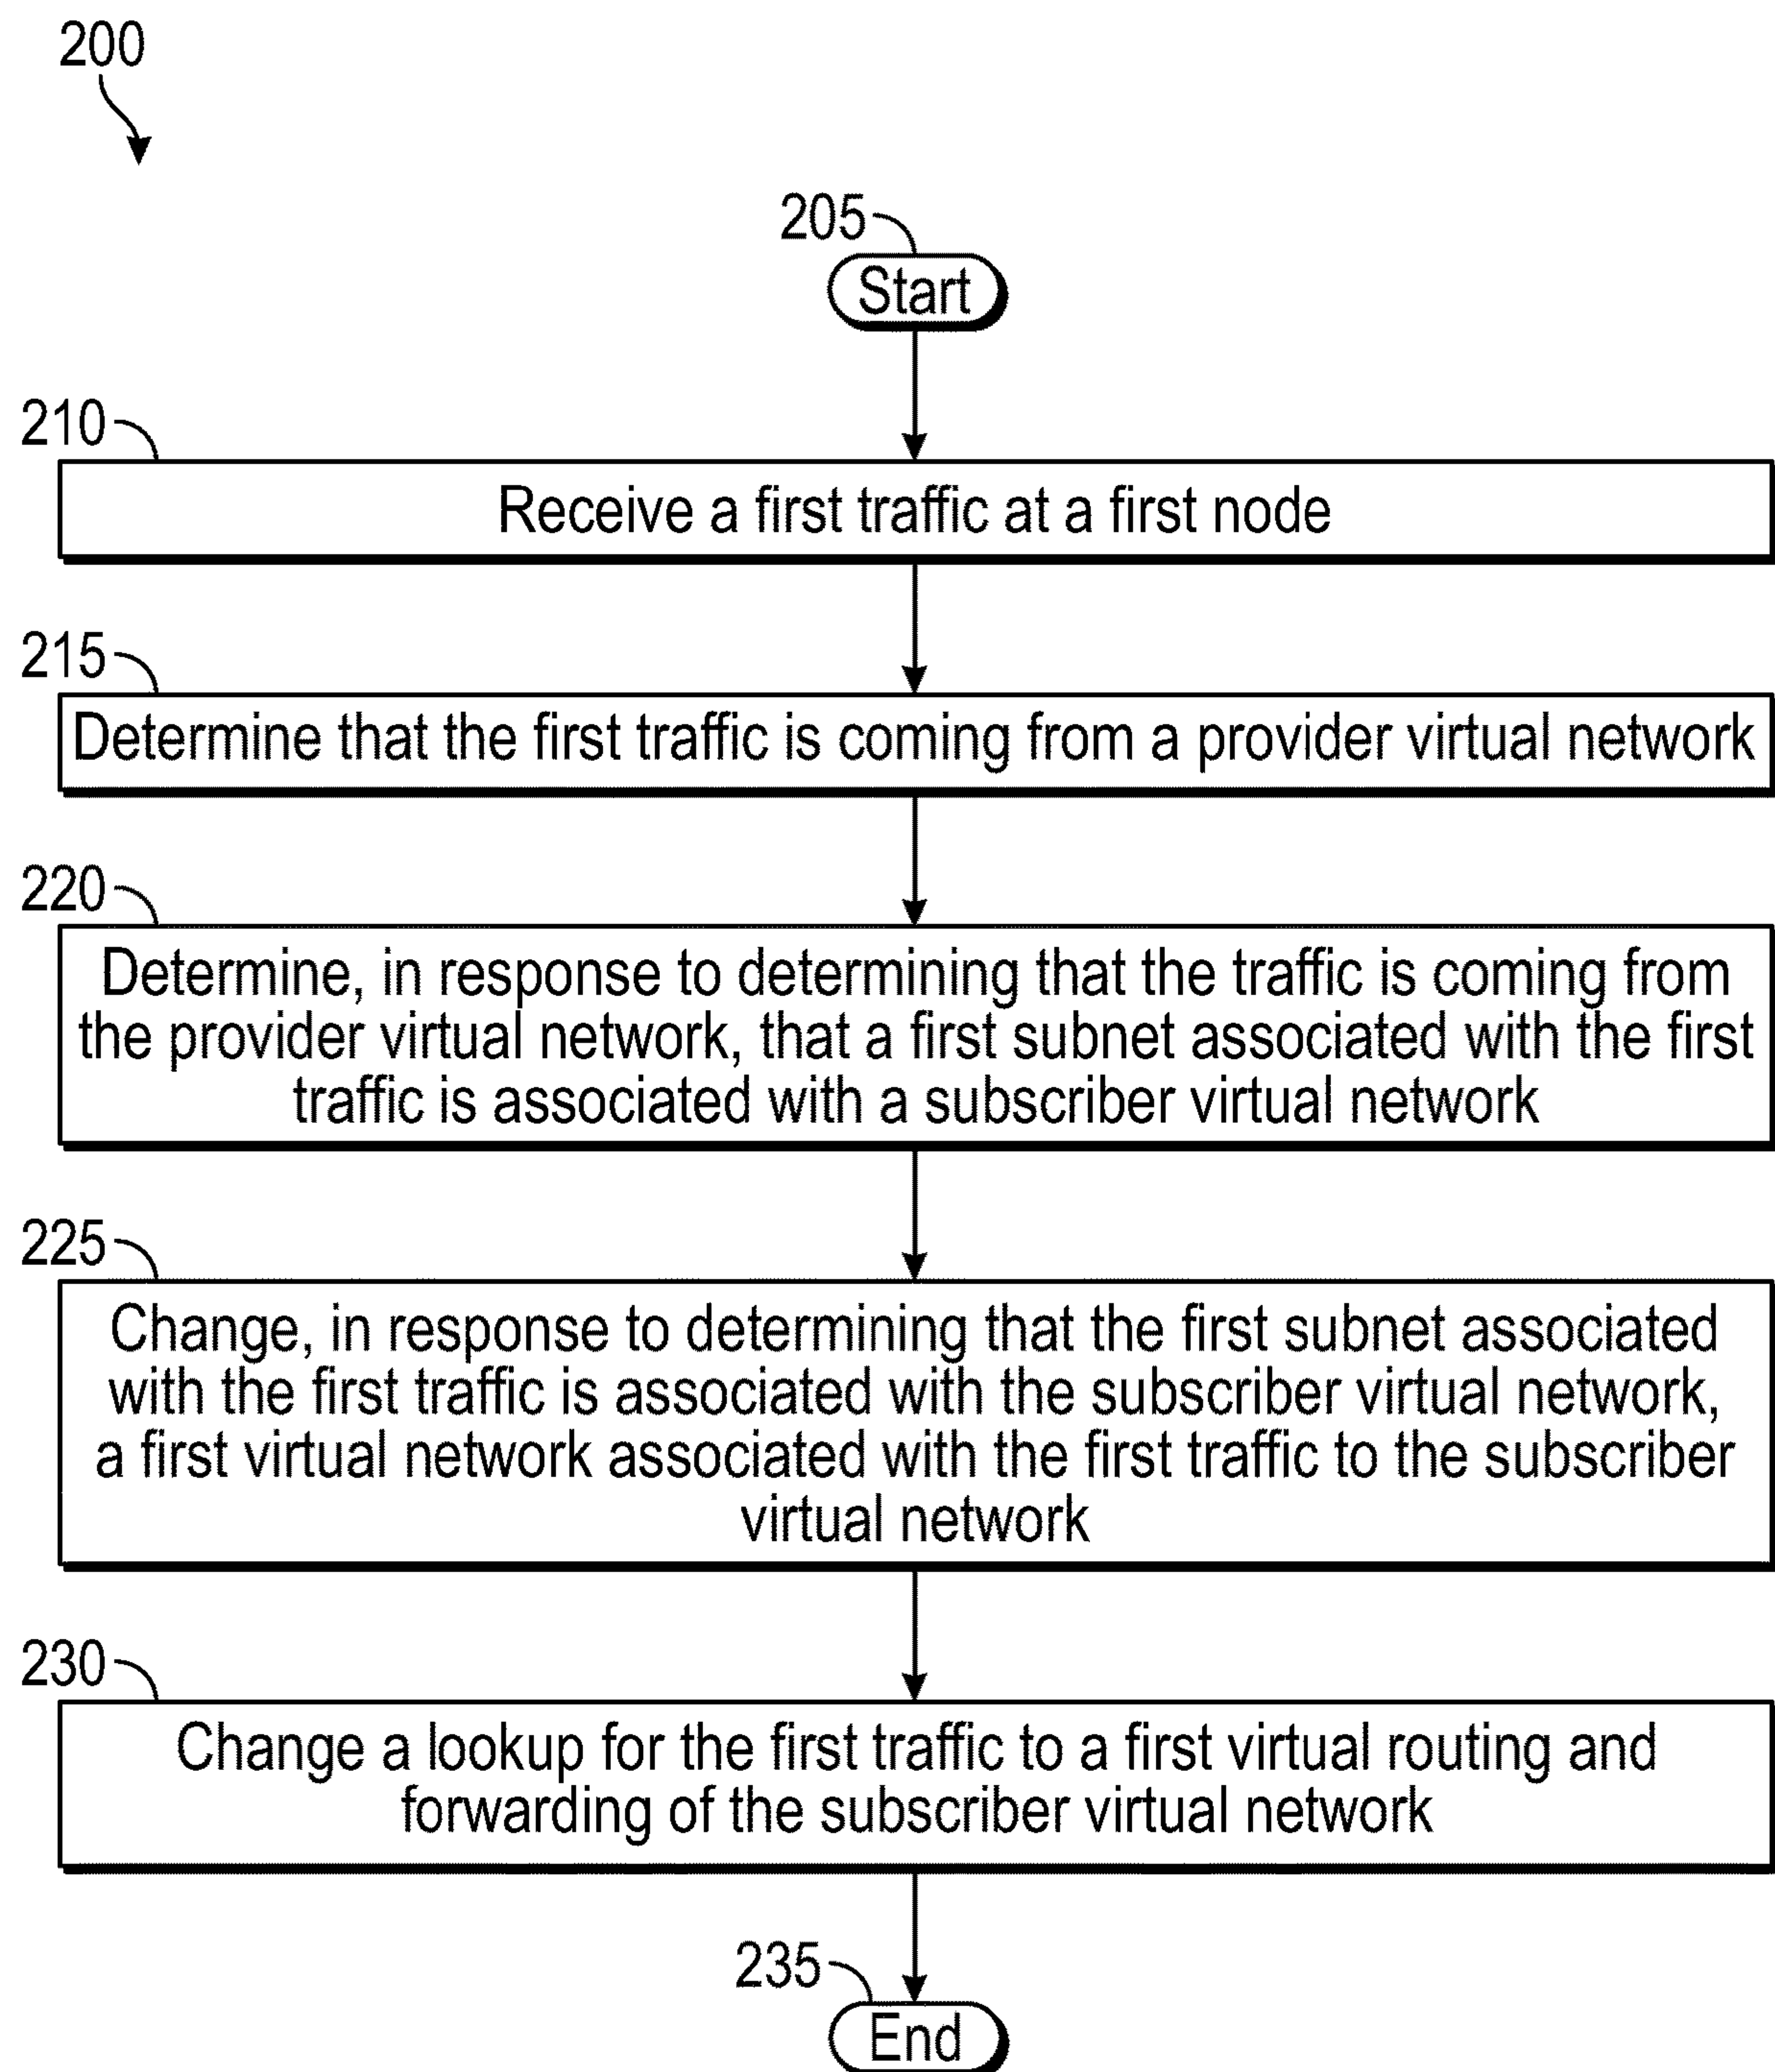 200
205
Start
210
Receive a first traffic at a first node
215
Determine that the first traffic is coming from a provider virtual network
220
Determine, in response to determining that the traffic is coming from
the provider virtual network, that a first subnet associated with the first
traffic is associated with a subscriber virtual network
225
Change, in response to determining that the first subnet associated
with the first traffic is associated with the subscriber virtual network,
a first virtual network associated with the first traffic to the subscriber
virtual network
230
Change a lookup for the first traffic to a first virtual routing and
forwarding of the subscriber virtual network
235
End